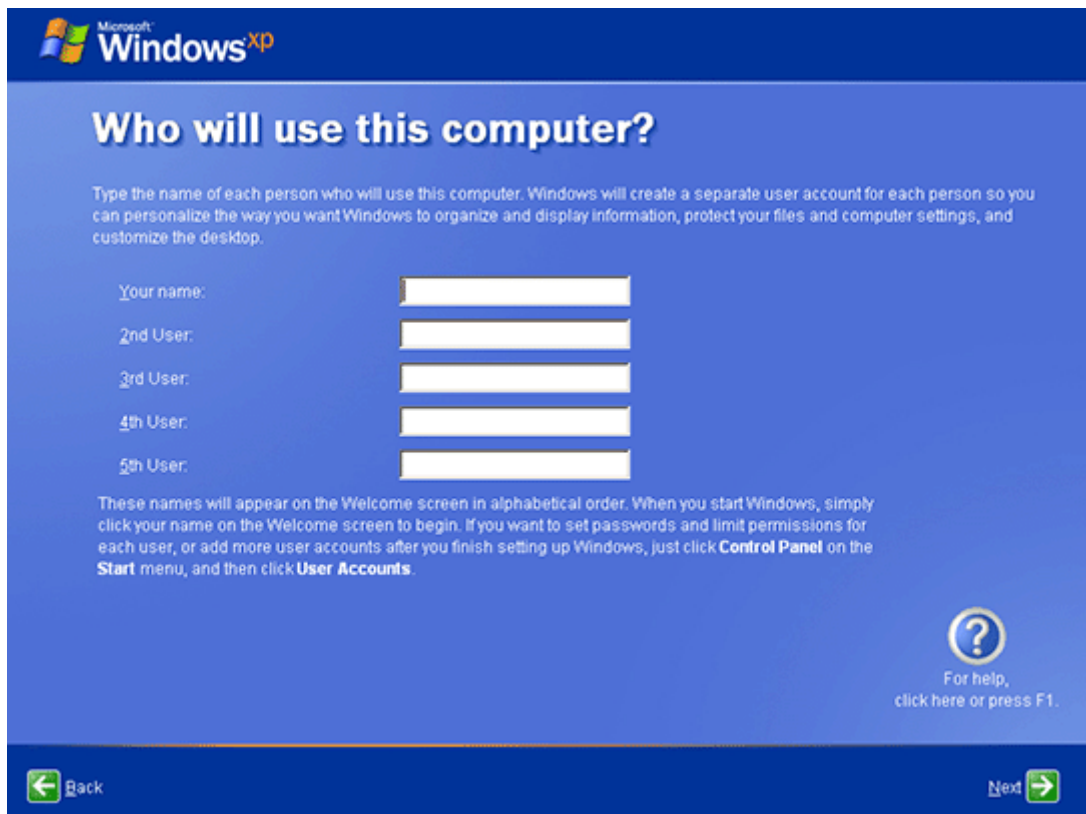 Microsoft
Windows xp
Who will use this computer?
Type the name of each person who will use this computer. Windows will create a separate user account for each person so you
can personalize the way you want Windows to organize and display information, protect your files and computer settings, and
customize the desktop.
Your name:
2nd User:
3rd User:
4th User:
5th User:
These names will appear on the Welcome screen in alphabetical order. When you start Windows, simply
click your name on the Welcome screen to begin. If you want to set passwords and limit permissions for
each user, or add more user accounts after you finish setting up Windows, just click Control Panel on the
Start menu, and then click User Accounts.
?
For help,
click here or press F1.
Back
Next